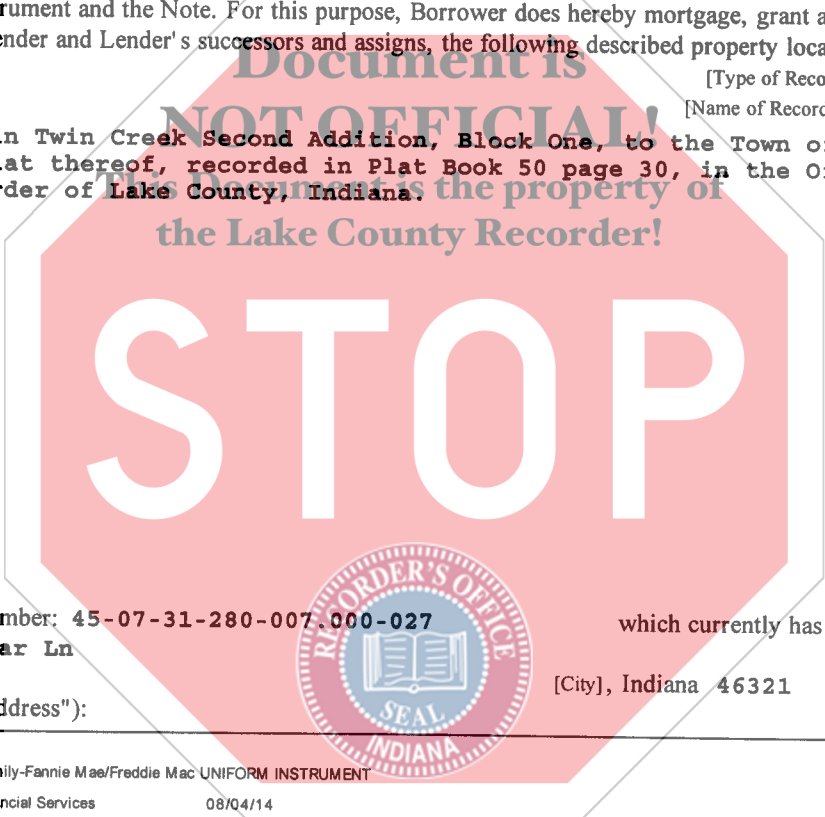 rument and the Note. For this purpose, Borrower does hereby mortgage, grant a
ender and Lender's successors and assigns, the following described property loca
Document is
[Type of Reco
NOT OFFICIAL!
[Name of Record
n Twin Creek Second Addition, Block One, to the Town o
at thereof, recorded in Plat Book 50 page 30, in the O
der of Lake County, Indiana.
This Document is the property of
the Lake County Recorder!
STOP
RECORDER'S OFFICE
SEAL
INDIANA
mber: 45-07-31-280-007.000-027
which currently has
ar Ln
[City], Indiana 46321
ddress"):
ily-Fannie Mae/Freddie Mac UNIFORM INSTRUMENT
ncial Services 08/04/14